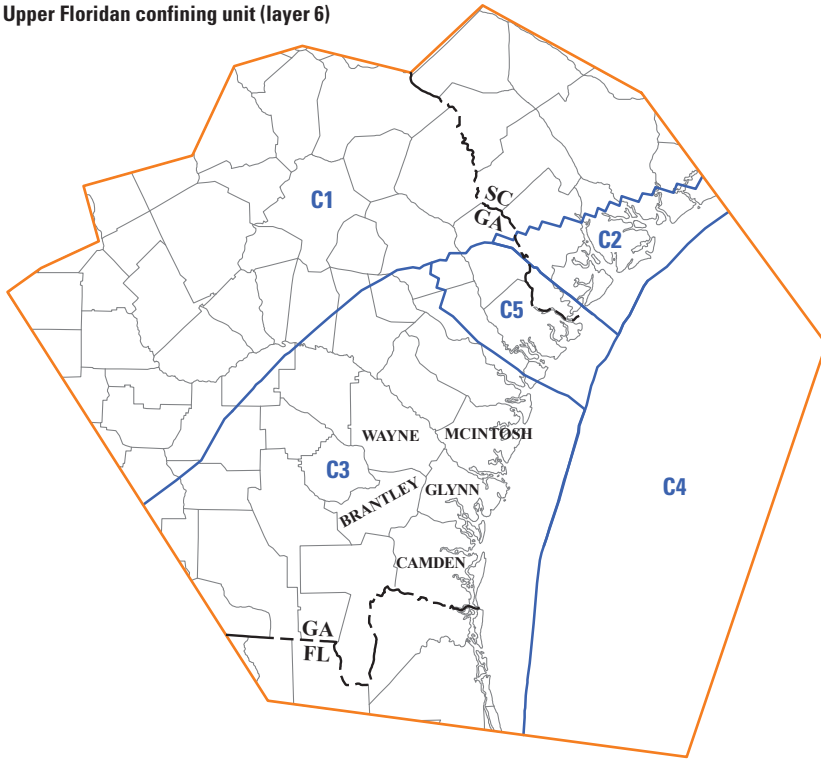 Upper Floridan confining unit (layer 6)
C1
SC
GA
C2
C5
WAYNE
MCINTOSH
C3
C4
BRANTLEY
GLYNN
CAMDEN
GA
FL